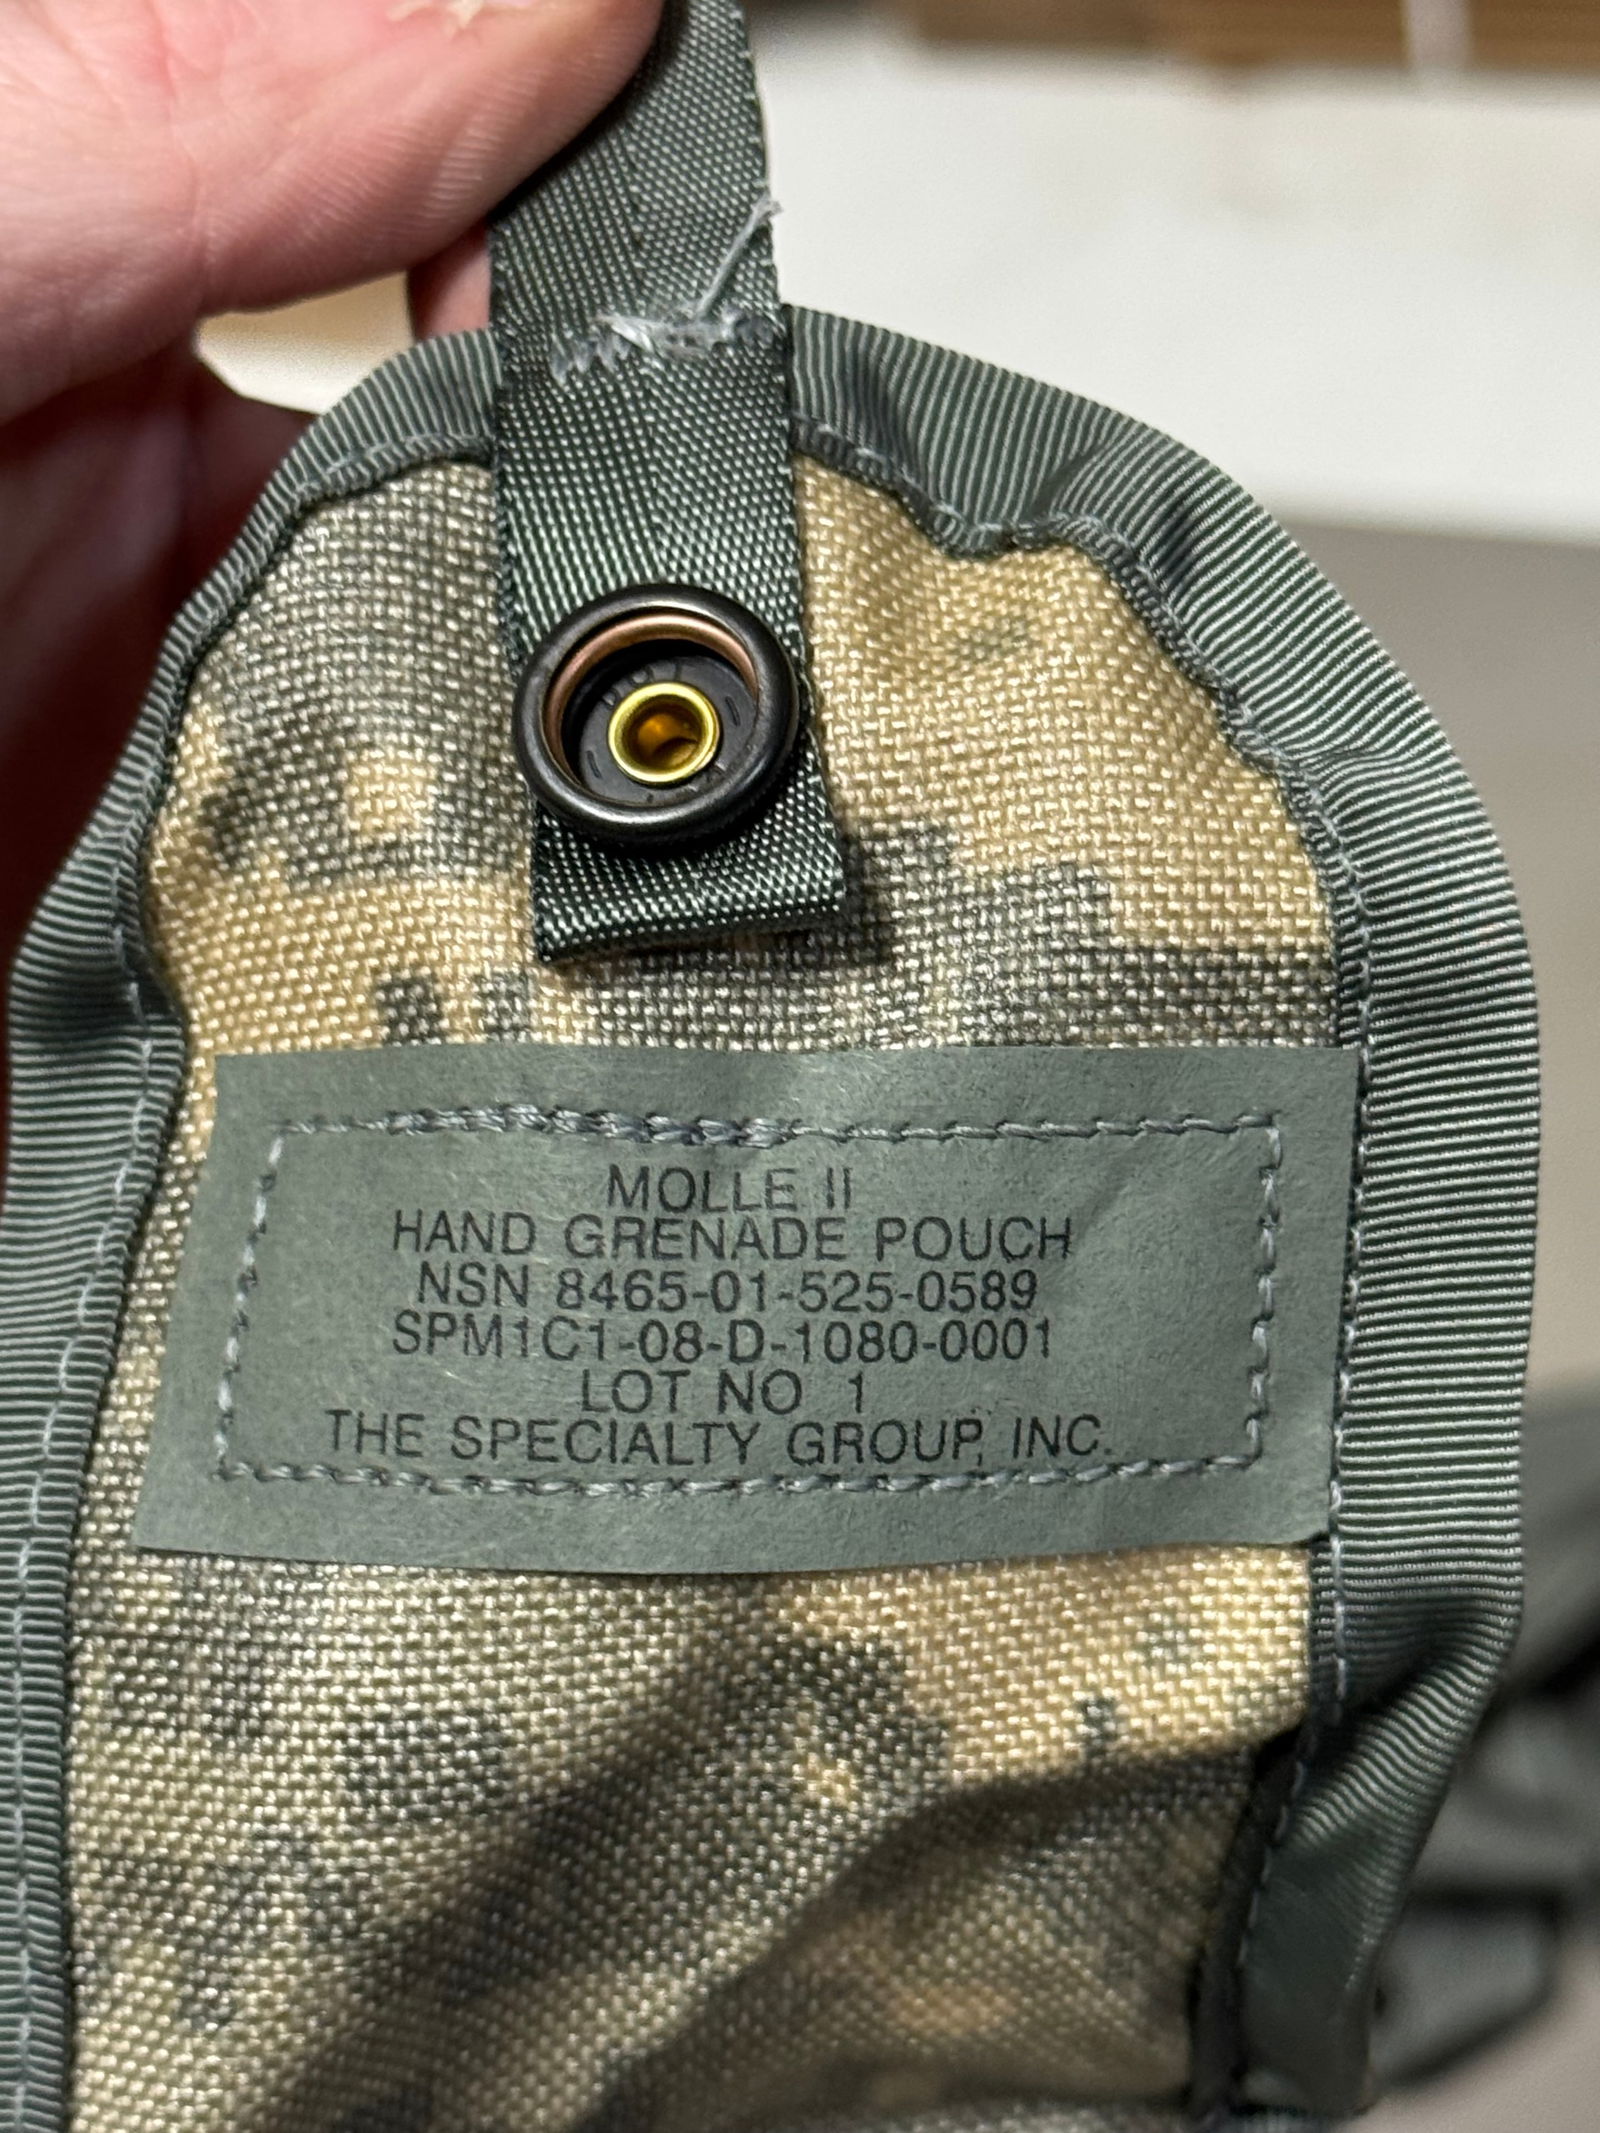 MOLLE II
HAND GRENADE POUCH
NSN 8465-01-525-0589
SPM1C1-08-D-1080-0001
LOT NO 1
THE SPECIALTY GROUP, INC.